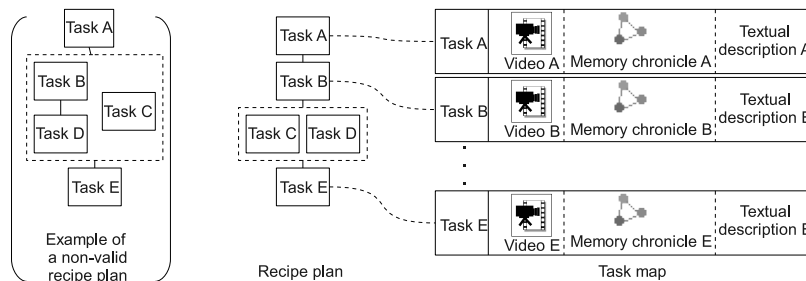 Task A
Task B
Task C
Task D
Task E
Example of
a non-valid
recipe plan
Task A
Task B
Task C
Task D
Task E
Recipe plan
Task A
Video A
Memory chronicle A
Textual
description A
Task B
Video B
Memory chronicle B
Textual
description B
Task E
Video E
Memory chronicle E
Textual
description E
Task map